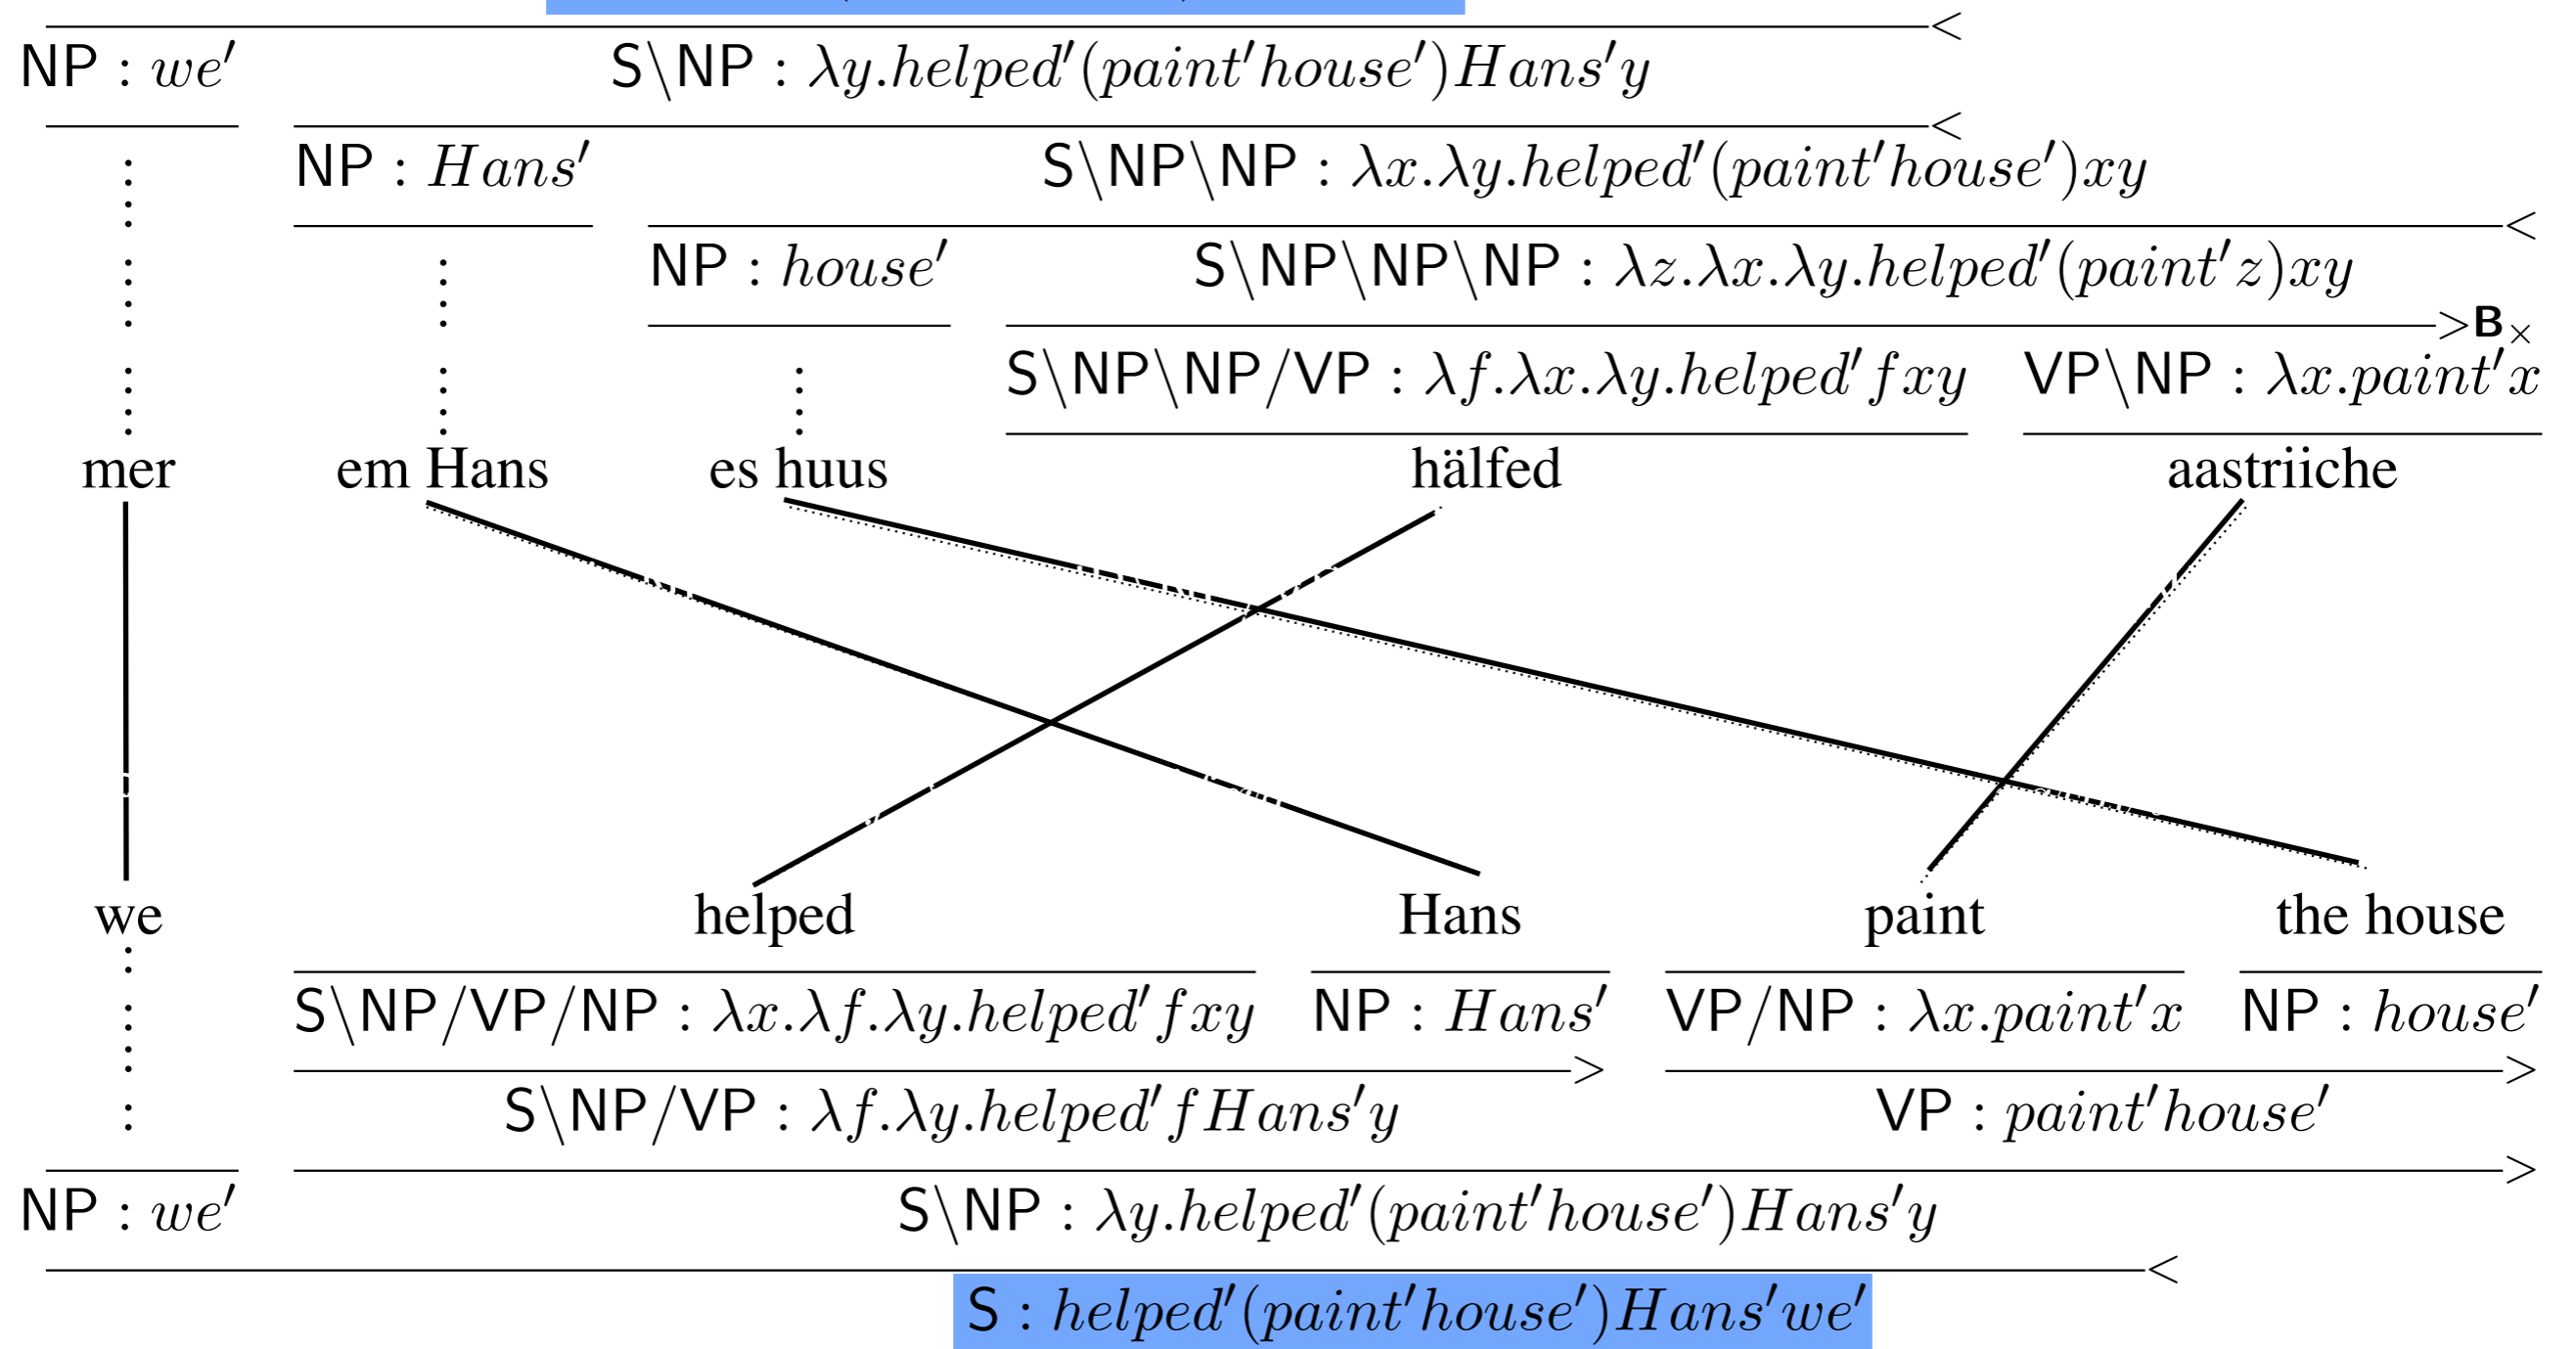 <
NP : we′ S\NP : λy.helped′(paint′house′)Hans′y
<
NP : Hans′ S\NP\NP : λx.λy.helped′(paint′house′)xy
<
NP : house′ S\NP\NP\NP : λz.λx.λy.helped′(paint′z)xy
>B×
S\NP\NP/VP : λf.λx.λy.helped′fxy VP\NP : λx.paint′x
mer em Hans es huus hälfed aastriiche
we helped Hans paint the house
S\NP/VP/NP : λx.λf.λy.helped′fxy NP : Hans′ VP/NP : λx.paint′x NP : house′
> >
S\NP/VP : λf.λy.helped′fHans′y VP : paint′house′
>
NP : we′ S\NP : λy.helped′(paint′house′)Hans′y
<
S : helped′(paint′house′)Hans′we′